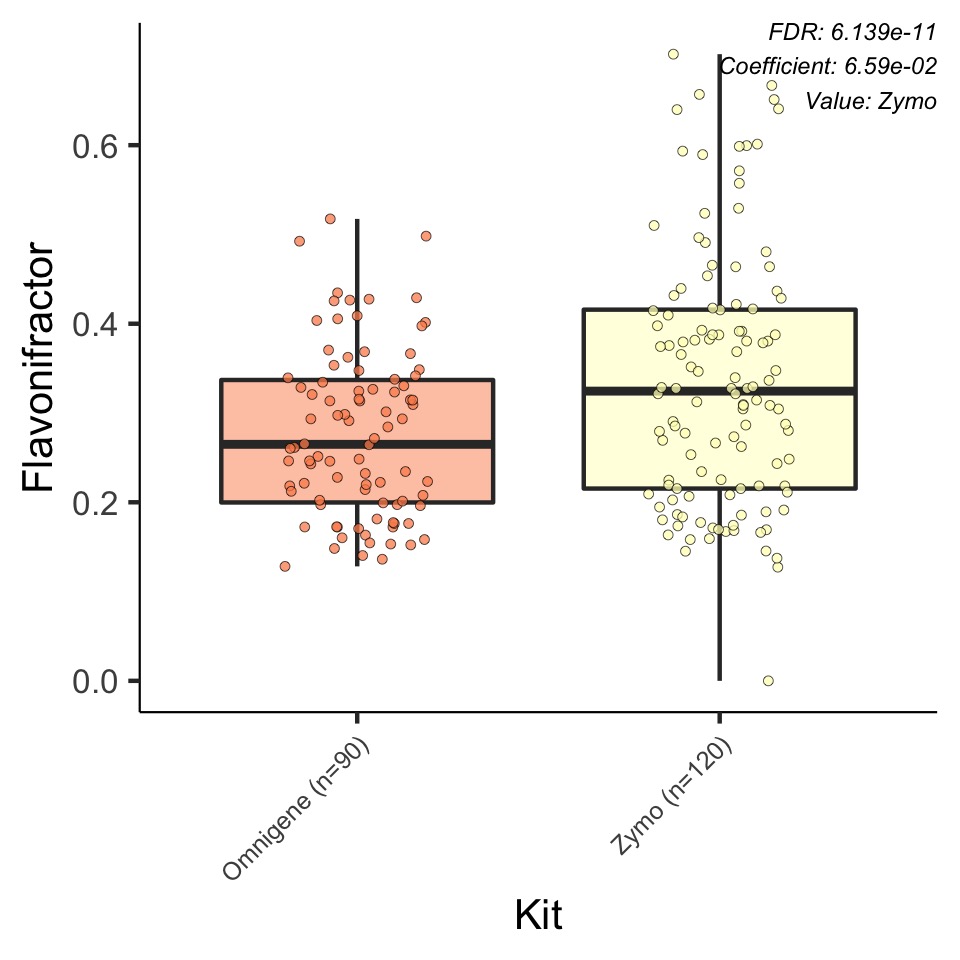 FDR: 6.139e-11
Coefficient: 6.59e-02
Value: Zymo
Flavonifractor
0.6
0.4
0.2
0.0
Omnigene (n=90)
Zymo (n=120)
Kit